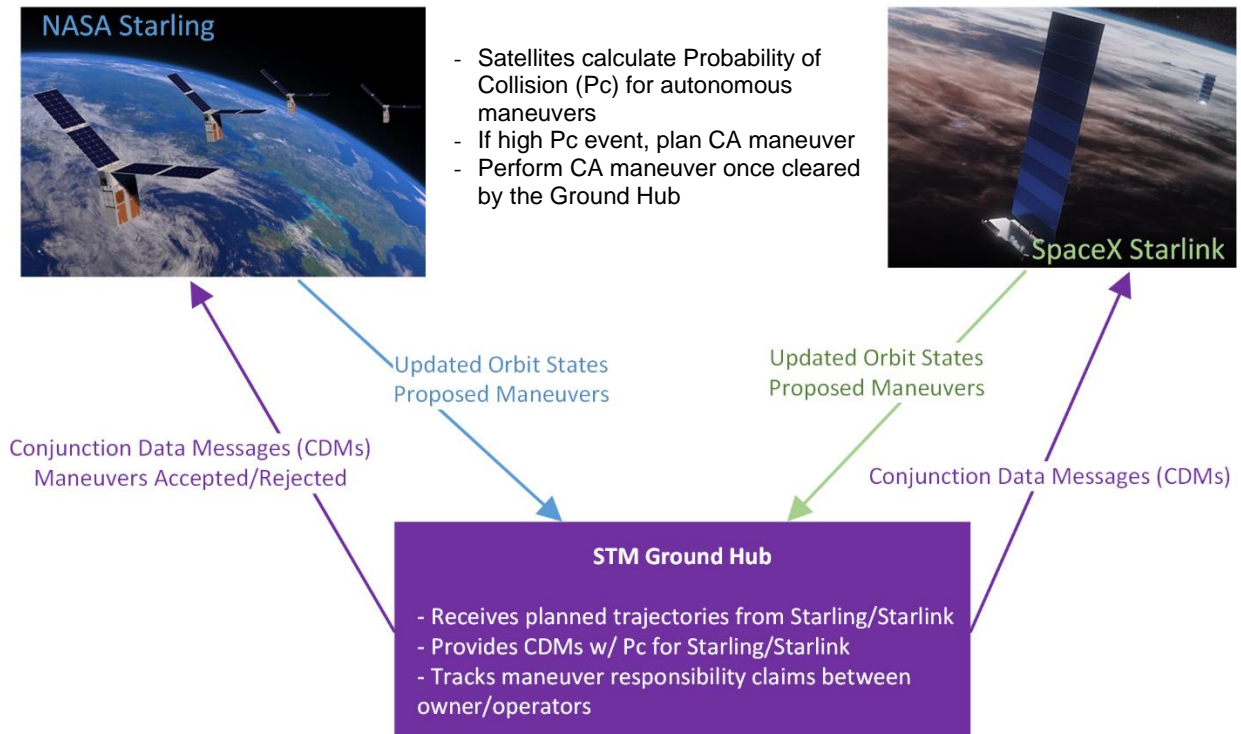 NASA Starling
- Satellites calculate Probability of
Collision (Pc) for autonomous
maneuvers
- If high Pc event, plan CA maneuver
- Perform CA maneuver once cleared
by the Ground Hub
SpaceX Starlink
Updated Orbit States
Proposed Maneuvers
Updated Orbit States
Proposed Maneuvers
Conjunction Data Messages (CDMs)
Maneuvers Accepted/Rejected
Conjunction Data Messages (CDMs)
STM Ground Hub
- Receives planned trajectories from Starling/Starlink
- Provides CDMs w/ Pc for Starling/Starlink
- Tracks maneuver responsibility claims between
owner/operators